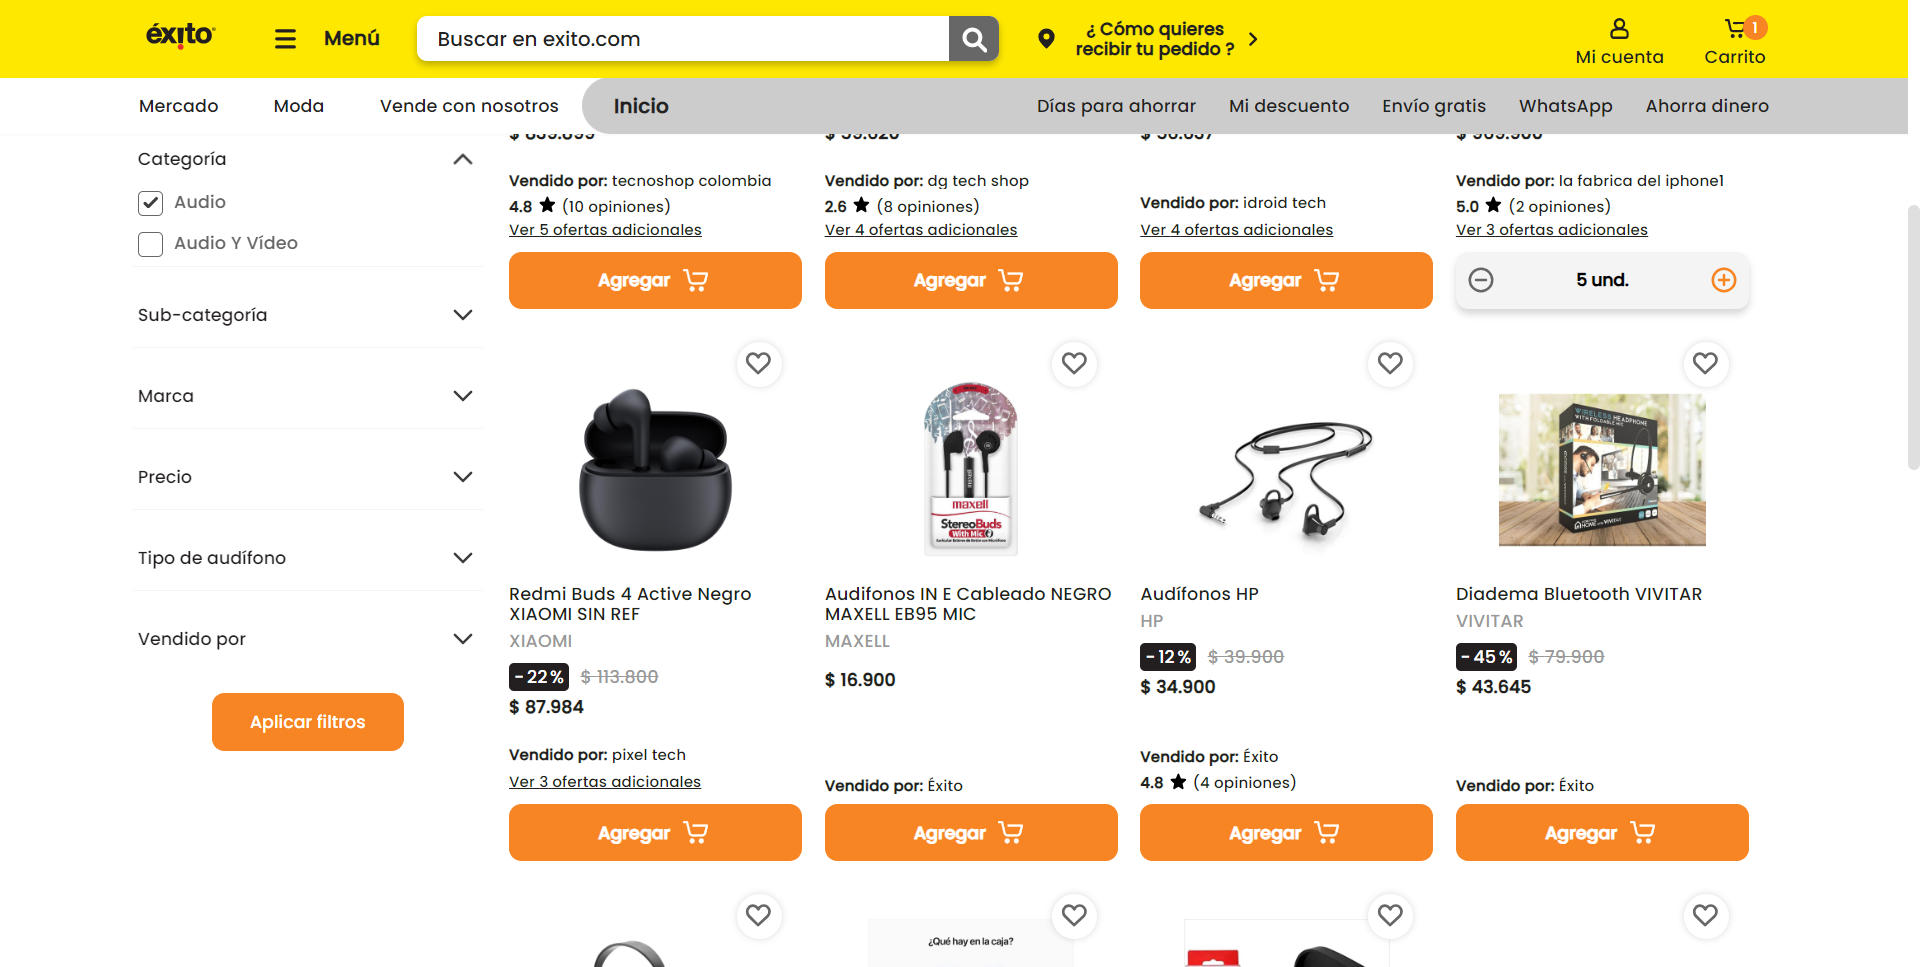 éxito
Menú
Buscar en exito.com
¿ Cómo quieres
recibir tu pedido ?
Mi cuenta
1
Carrito
Mercado
Moda
Vende con nosotros
Inicio
Días para ahorrar
Mi descuento
Envío gratis
WhatsApp
Ahorra dinero
Categoría
Audio
Audio Y Vídeo
Sub-categoría
Marca
Precio
Tipo de audífono
Vendido por
Aplicar filtros
Vendido por: tecnoshop colombia
4.8 ★ (10 opiniones)
Ver 5 ofertas adicionales
Agregar
Vendido por: dg tech shop
2.6 ★ (8 opiniones)
Ver 4 ofertas adicionales
Agregar
Vendido por: idroid tech
Ver 4 ofertas adicionales
Agregar
Vendido por: la fabrica del iphone1
5.0 ★ (2 opiniones)
Ver 3 ofertas adicionales
5 und.
Redmi Buds 4 Active Negro
XIAOMI SIN REF
XIAOMI
-22% $ 113.800
$ 87.984
Vendido por: pixel tech
Ver 3 ofertas adicionales
Agregar
maxell
StereoBuds
With Mic
Audifonos IN E Cableado NEGRO
MAXELL EB95 MIC
MAXELL
$ 16.900
Vendido por: Éxito
Agregar
Audífonos HP
HP
-12% $ 39.900
$ 34.900
Vendido por: Éxito
4.8 ★ (4 opiniones)
Agregar
WIRELESS HEADPHONE
WITH FOLDABLE MIC
Diadema Bluetooth VIVITAR
VIVITAR
-45% $ 79.900
$ 43.645
Vendido por: Éxito
Agregar
¿Qué hay en la caja?